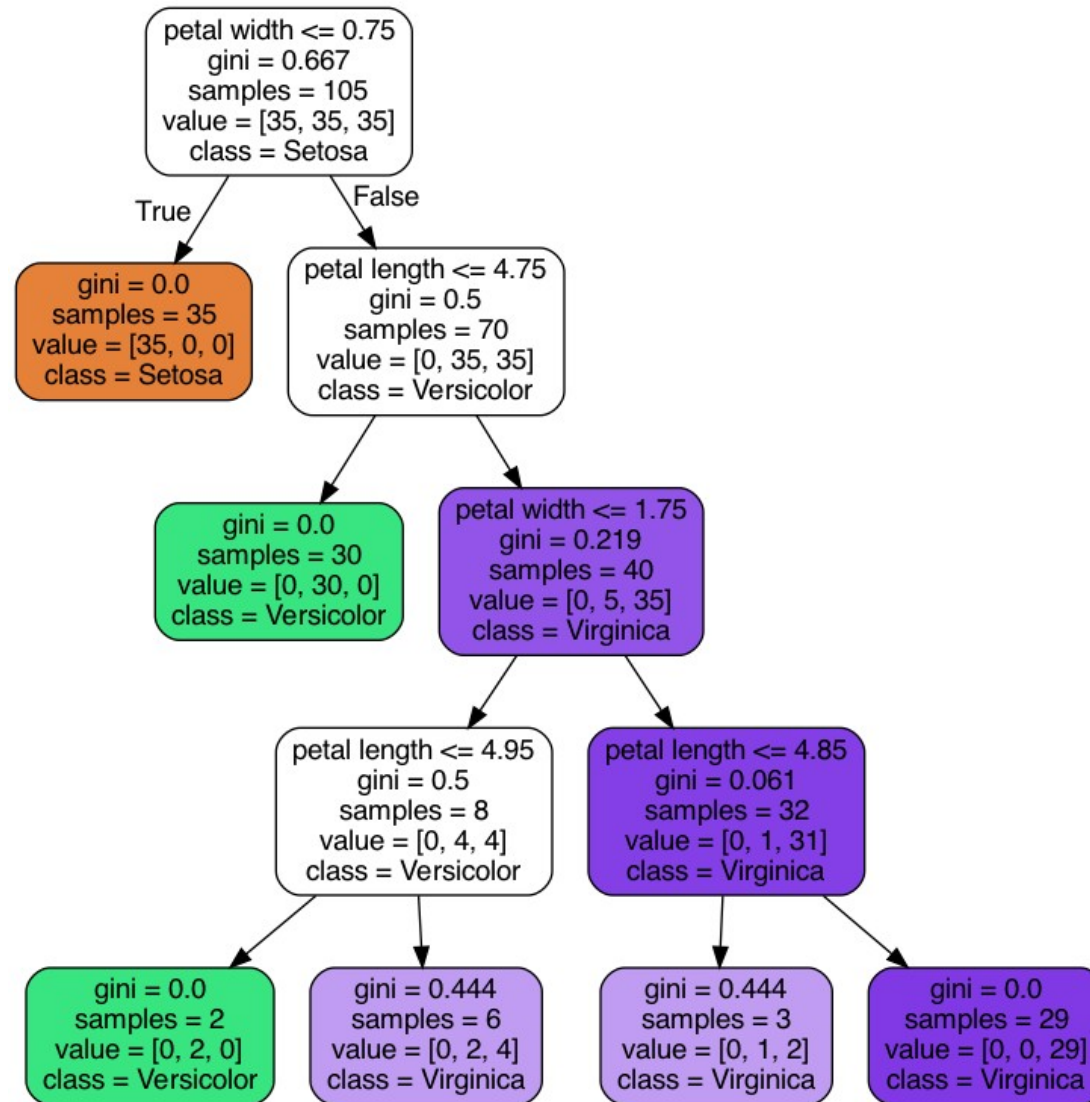 petal width <= 0.75
gini = 0.667
samples = 105
value = [35, 35, 35]
class = Setosa
True
False
gini = 0.0
samples = 35
value = [35, 0, 0]
class = Setosa
petal length <= 4.75
gini = 0.5
samples = 70
value = [0, 35, 35]
class = Versicolor
gini = 0.0
samples = 30
value = [0, 30, 0]
class = Versicolor
petal width <= 1.75
gini = 0.219
samples = 40
value = [0, 5, 35]
class = Virginica
petal length <= 4.95
gini = 0.5
samples = 8
value = [0, 4, 4]
class = Versicolor
petal length <= 4.85
gini = 0.061
samples = 32
value = [0, 1, 31]
class = Virginica
gini = 0.0
samples = 2
value = [0, 2, 0]
class = Versicolor
gini = 0.444
samples = 6
value = [0, 2, 4]
class = Virginica
gini = 0.444
samples = 3
value = [0, 1, 2]
class = Virginica
gini = 0.0
samples = 29
value = [0, 0, 29]
class = Virginica